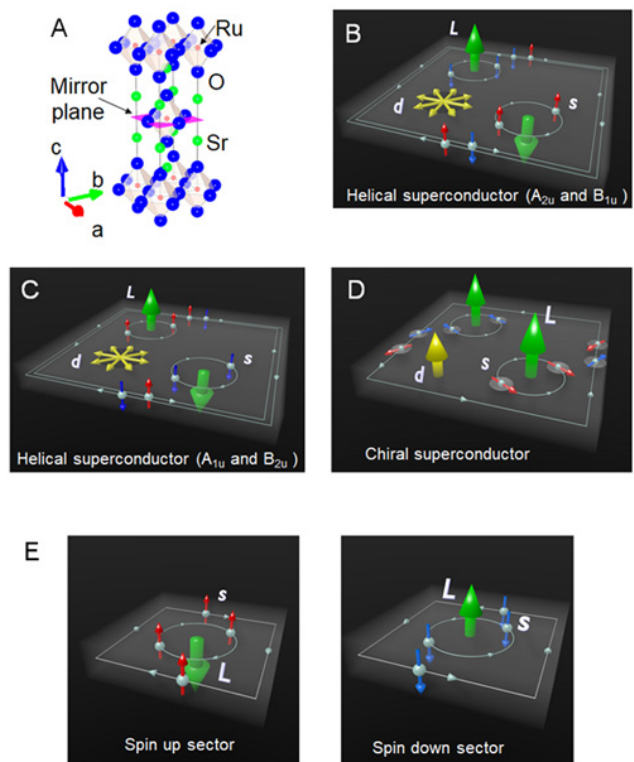 A
Ru
O
Mirror
plane
Sr
c
b
a
B
L
d
s
Helical superconductor (A2u and B1u )
C
L
d
s
Helical superconductor (A1u and B2u )
D
L
d
s
Chiral superconductor
E
s
L
Spin up sector
L
s
Spin down sector